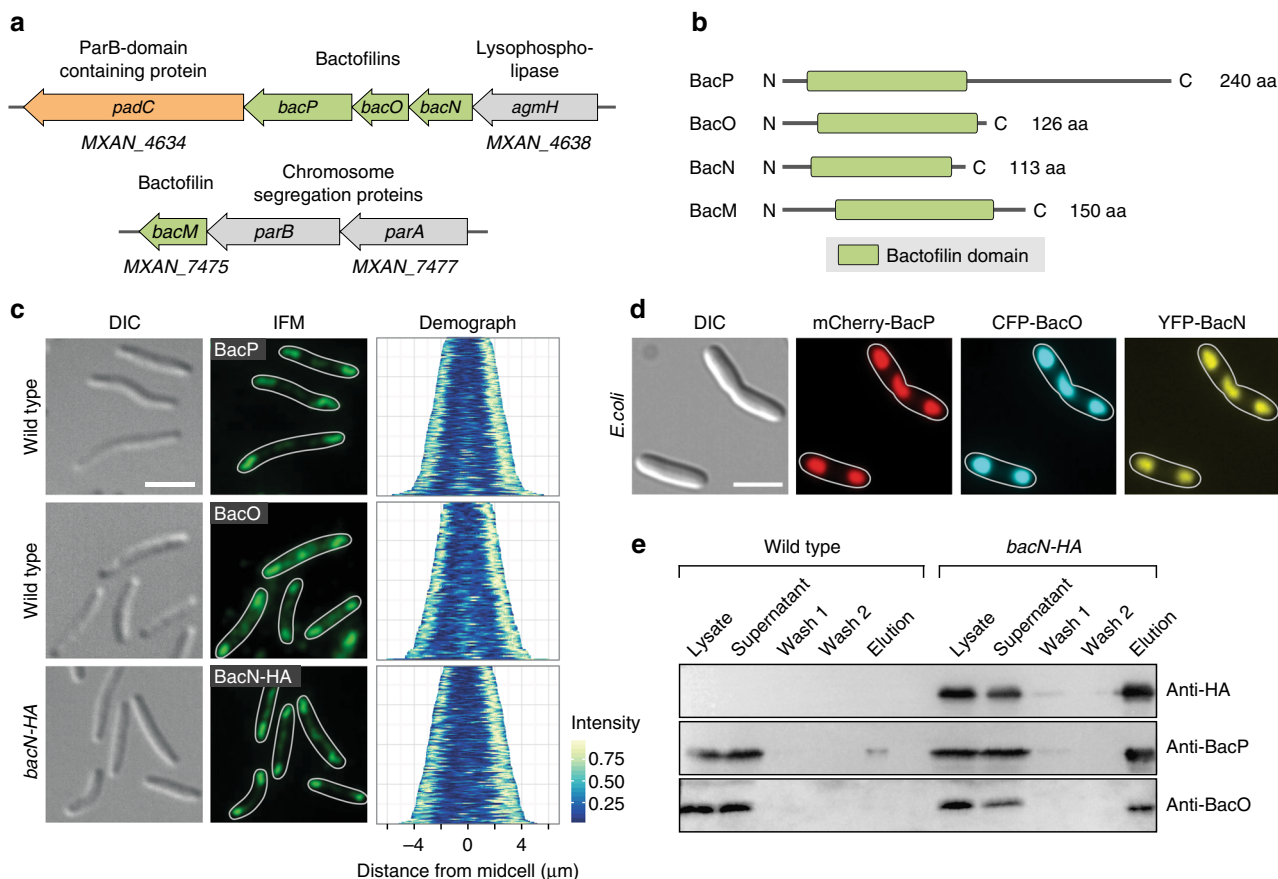 a
ParB-domain
containing protein
Bactofilins
Lysophospho-
lipase
padC
bacP
bacO
bacN
agmH
MXAN_4634
MXAN_4638
Bactofilin
Chromosome
segregation proteins
bacM
parB
parA
MXAN_7475
MXAN_7477
b
BacP N C 240 aa
BacO N C 126 aa
BacN N C 113 aa
BacM N C 150 aa
Bactofilin domain
c
DIC
IFM
Demograph
Wild type
BacP
Wild type
BacO
bacN-HA
BacN-HA
Intensity
0.75
0.50
0.25
–4 0 4
Distance from midcell (μm)
d
DIC
mCherry-BacP
CFP-BacO
YFP-BacN
E.coli
e
Wild type
bacN-HA
Lysate
Supernatant
Wash 1
Wash 2
Elution
Lysate
Supernatant
Wash 1
Wash 2
Elution
Anti-HA
Anti-BacP
Anti-BacO